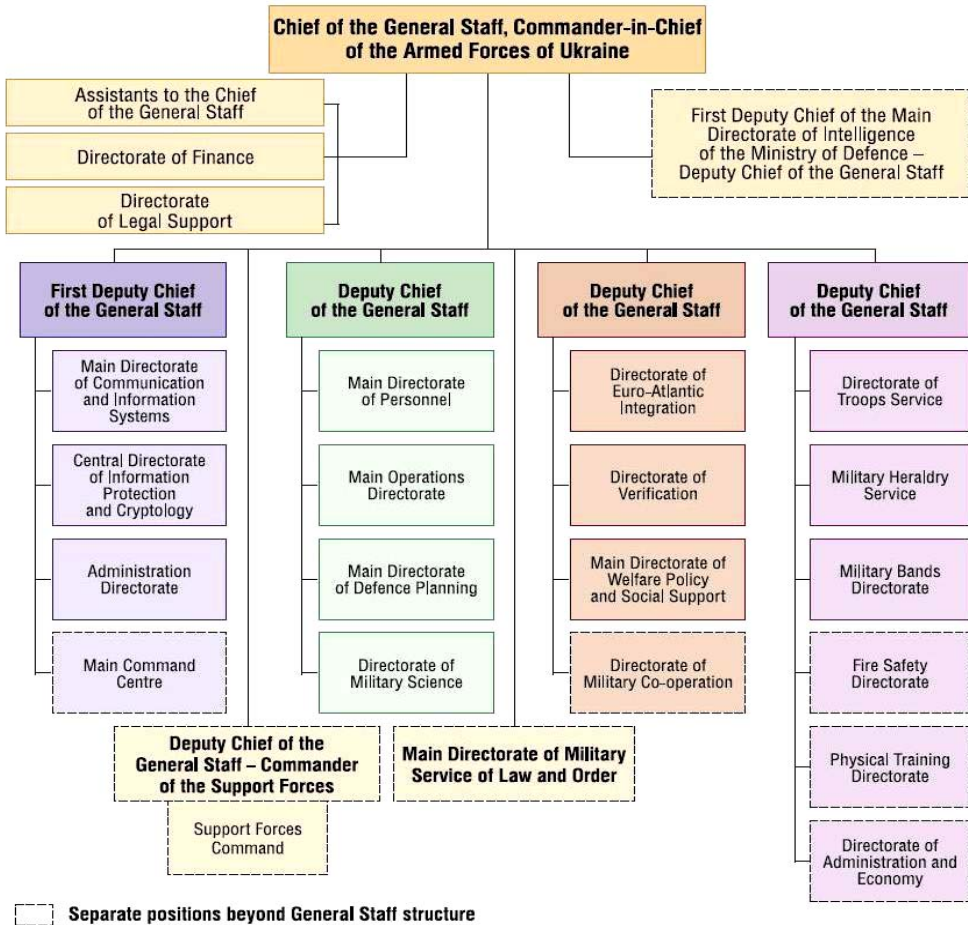 Chief of the General Staff, Commander-in-Chief
of the Armed Forces of Ukraine
Assistants to the Chief
of the General Staff
Directorate of Finance
Directorate
of Legal Support
First Deputy Chief of the Main
Directorate of Intelligence
of the Ministry of Defence –
Deputy Chief of the General Staff
First Deputy Chief
of the General Staff
Main Directorate
of Communication
and Information
Systems
Central Directorate
of Information
Protection
and Cryptology
Administration
Directorate
Main Command
Centre
Deputy Chief
of the General Staff
Main Directorate
of Personnel
Main Operations
Directorate
Main Directorate
of Defence Planning
Directorate of
Military Science
Deputy Chief
of the General Staff
Directorate of
Euro-Atlantic
Integration
Directorate of
Verification
Main Directorate of
Welfare Policy
and Social Support
Directorate of
Military Co-operation
Deputy Chief
of the General Staff
Directorate of
Troops Service
Military Heraldry
Service
Military Bands
Directorate
Fire Safety
Directorate
Physical Training
Directorate
Directorate of
Administration and
Economy
Deputy Chief of the
General Staff – Commander
of the Support Forces
Support Forces
Command
Main Directorate of Military
Service of Law and Order
Separate positions beyond General Staff structure